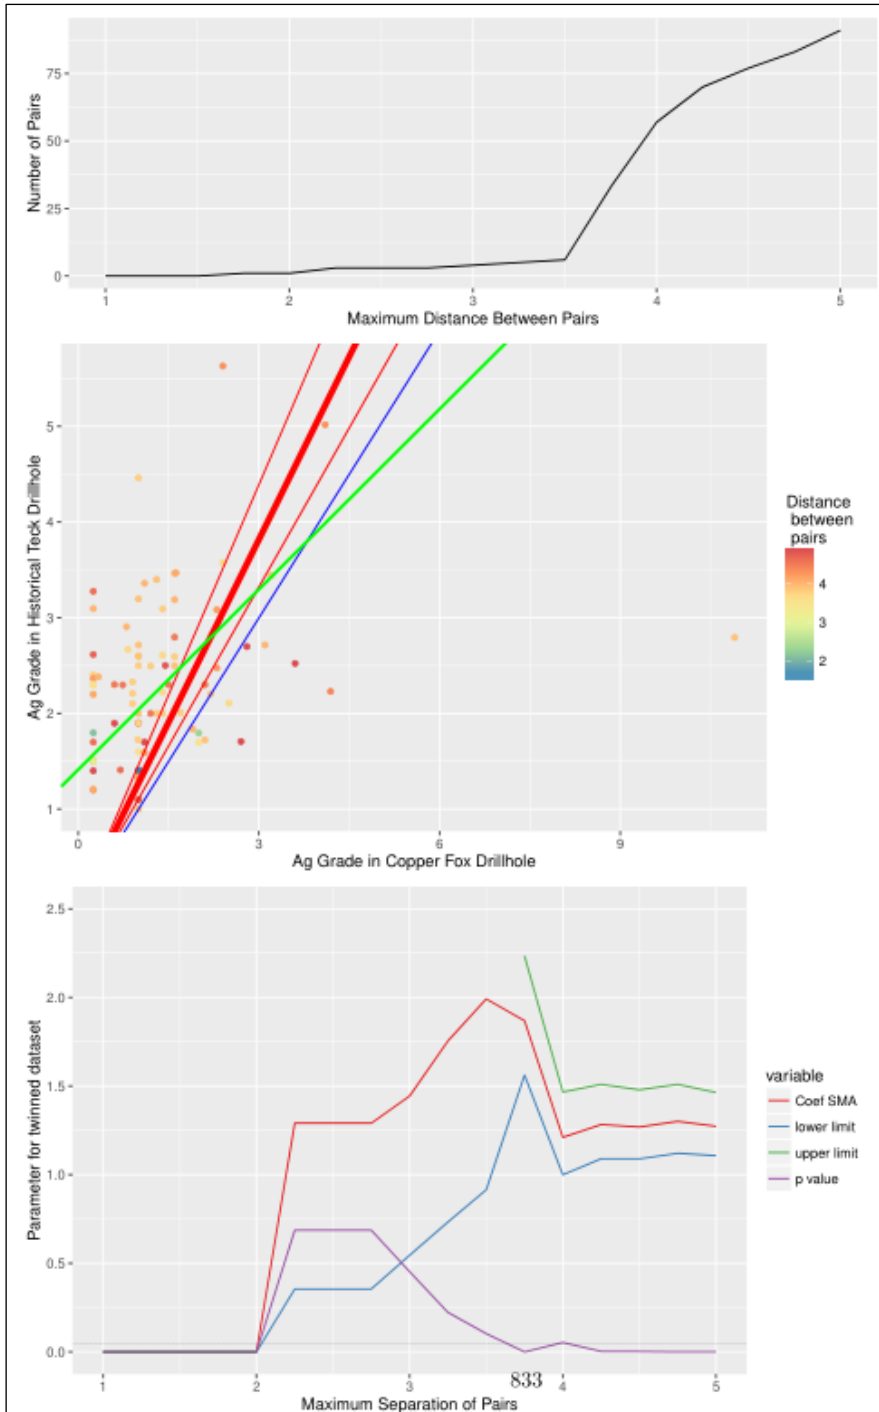 75
50
25
0
Number of Pairs
1 2 3 4 5
Maximum Distance Between Pairs
5
4
3
2
1
Ag Grade in Historical Teck Drillhole
0 3 6 9
Ag Grade in Copper Fox Drillhole
Distance
between
pairs
4
3
2
2.5
2.0
1.5
1.0
0.5
0.0
Parameter for twinned dataset
1 2 3 4 5
833
Maximum Separation of Pairs
variable
Coef SMA
lower limit
upper limit
p value